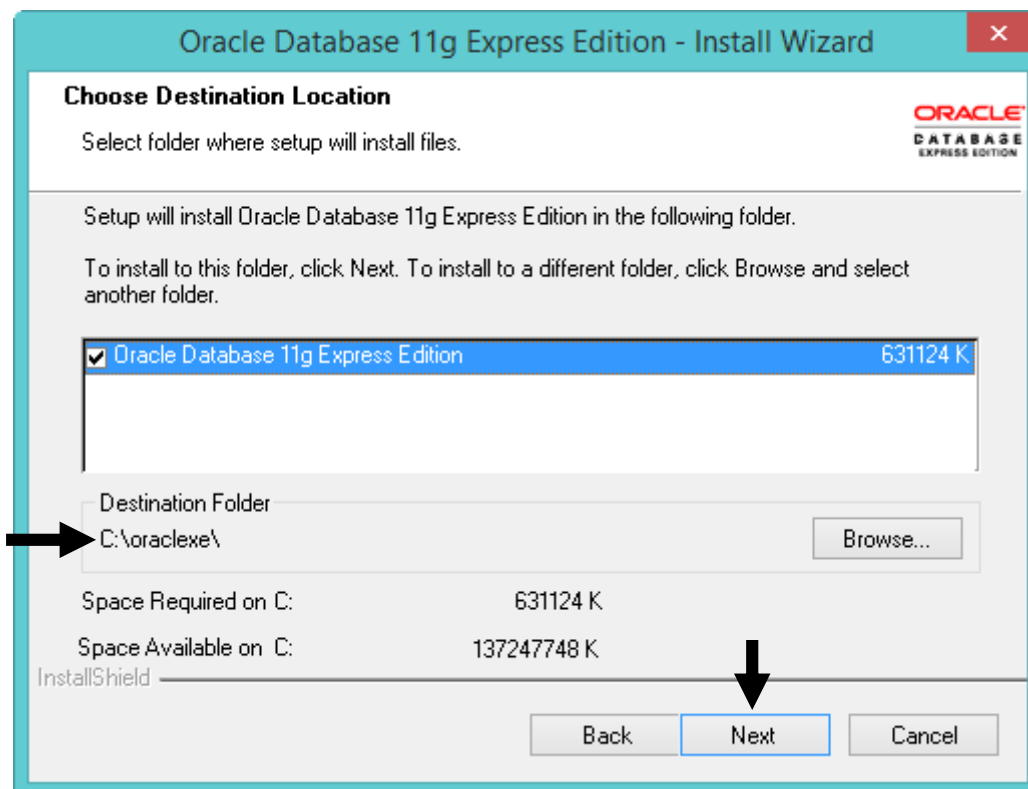 Oracle Database 11g Express Edition - Install Wizard
Choose Destination Location
Select folder where setup will install files.
ORACLE
DATABASE
EXPRESS EDITION
Setup will install Oracle Database 11g Express Edition in the following folder.
To install to this folder, click Next. To install to a different folder, click Browse and select
another folder.
Oracle Database 11g Express Edition 631124 K
Destination Folder
C:\oraclexe\
Browse...
Space Required on C: 631124 K
Space Available on C: 137247748 K
InstallShield
Back Next Cancel